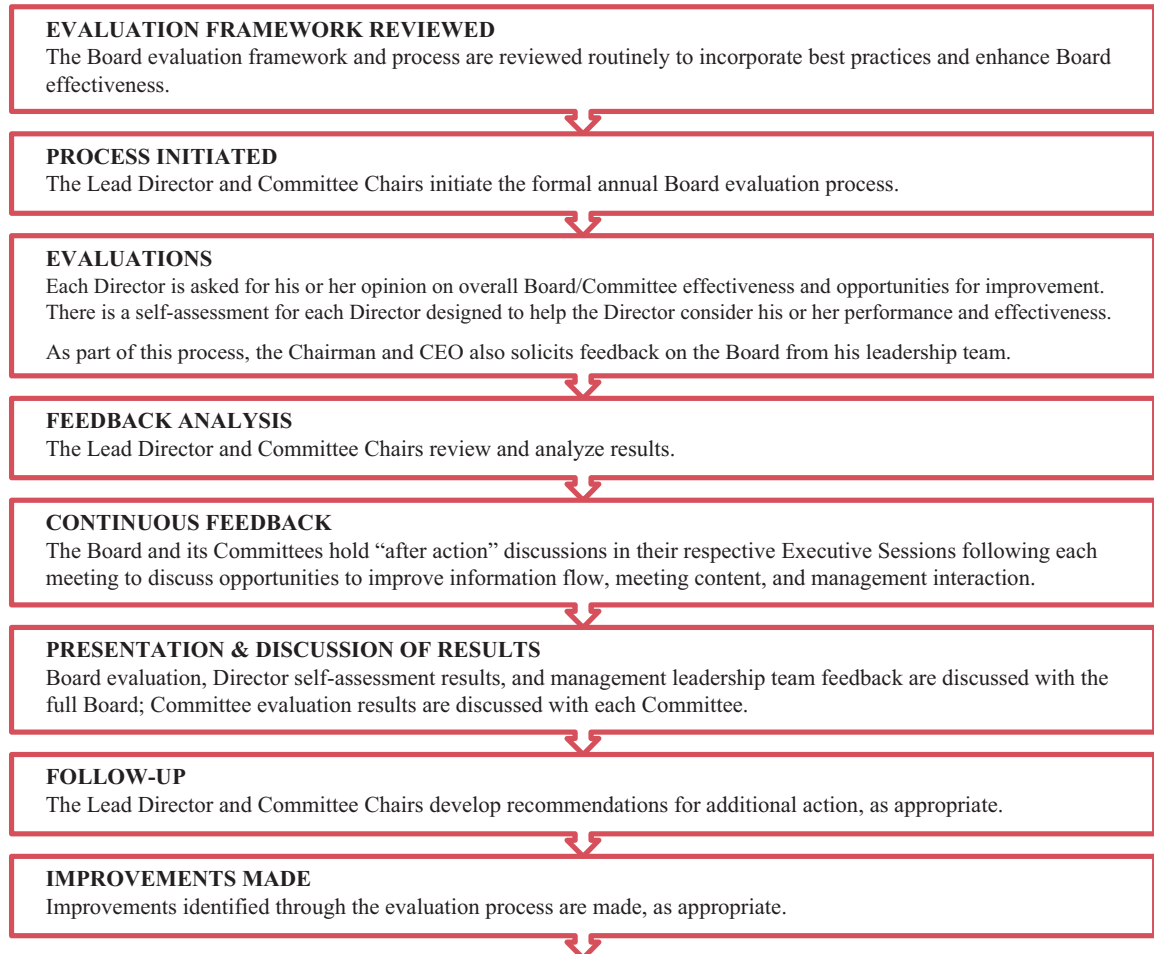 EVALUATION FRAMEWORK REVIEWED
The Board evaluation framework and process are reviewed routinely to incorporate best practices and enhance Board
effectiveness.
PROCESS INITIATED
The Lead Director and Committee Chairs initiate the formal annual Board evaluation process.
EVALUATIONS
Each Director is asked for his or her opinion on overall Board/Committee effectiveness and opportunities for improvement.
There is a self-assessment for each Director designed to help the Director consider his or her performance and effectiveness.
As part of this process, the Chairman and CEO also solicits feedback on the Board from his leadership team.
FEEDBACK ANALYSIS
The Lead Director and Committee Chairs review and analyze results.
CONTINUOUS FEEDBACK
The Board and its Committees hold “after action” discussions in their respective Executive Sessions following each
meeting to discuss opportunities to improve information flow, meeting content, and management interaction.
PRESENTATION & DISCUSSION OF RESULTS
Board evaluation, Director self-assessment results, and management leadership team feedback are discussed with the
full Board; Committee evaluation results are discussed with each Committee.
FOLLOW-UP
The Lead Director and Committee Chairs develop recommendations for additional action, as appropriate.
IMPROVEMENTS MADE
Improvements identified through the evaluation process are made, as appropriate.